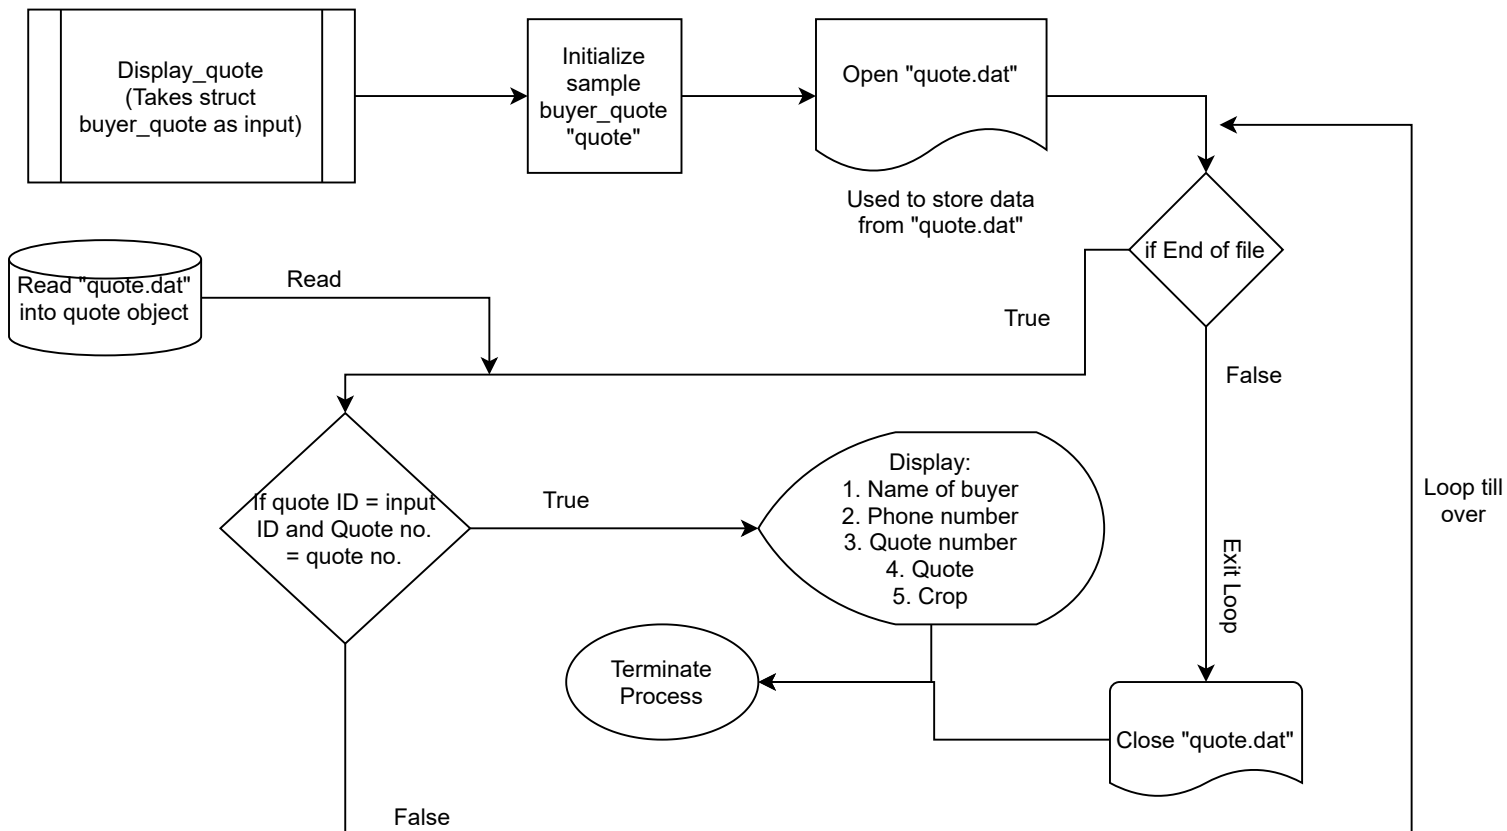 Display_quote
(Takes struct
buyer_quote as input)
Initialize
sample
buyer_quote
"quote"
Open "quote.dat"
Used to store data
from "quote.dat"
if End of file
Read "quote.dat"
into quote object
Read
True
False
If quote ID = input
ID and Quote no.
= quote no.
True
Display:
1. Name of buyer
2. Phone number
3. Quote number
4. Quote
5. Crop
Loop till
over
Exit Loop
Terminate
Process
Close "quote.dat"
False